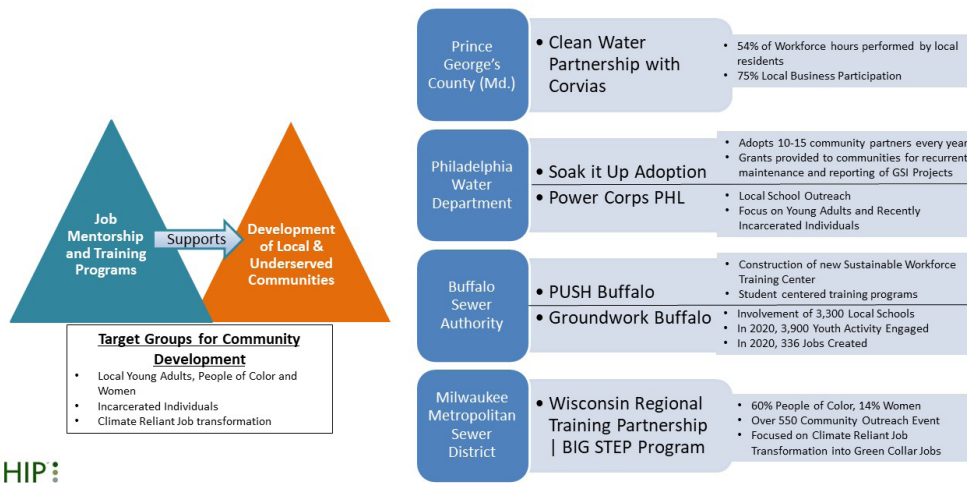 Job
Mentorship
and Training
Programs
Supports
Development
of Local &
Underserved
Communities
Target Groups for Community
Development
• Local Young Adults, People of Color and
Women
• Incarcerated Individuals
• Climate Reliant Job transformation
HIP
Prince
George's
County (Md.)
• Clean Water
Partnership with
Corvias
• 54% of Workforce hours performed by local
residents
• 75% Local Business Participation
Philadelphia
Water
Department
• Soak it Up Adoption
• Power Corps PHL
• Adopts 10-15 community partners every year
• Grants provided to communities for recurrent
maintenance and reporting of GSI Projects
• Local School Outreach
• Focus on Young Adults and Recently
Incarcerated Individuals
Buffalo
Sewer
Authority
• PUSH Buffalo
• Groundwork Buffalo
• Construction of new Sustainable Workforce
Training Center
• Student centered training programs
• Involvement of 3,300 Local Schools
• In 2020, 3,900 Youth Activity Engaged
• In 2020, 336 Jobs Created
Milwaukee
Metropolitan
Sewer
District
• Wisconsin Regional
Training Partnership
| BIG STEP Program
• 60% People of Color, 14% Women
• Over 550 Community Outreach Event
• Focused on Climate Reliant Job
Transformation into Green Collar Jobs